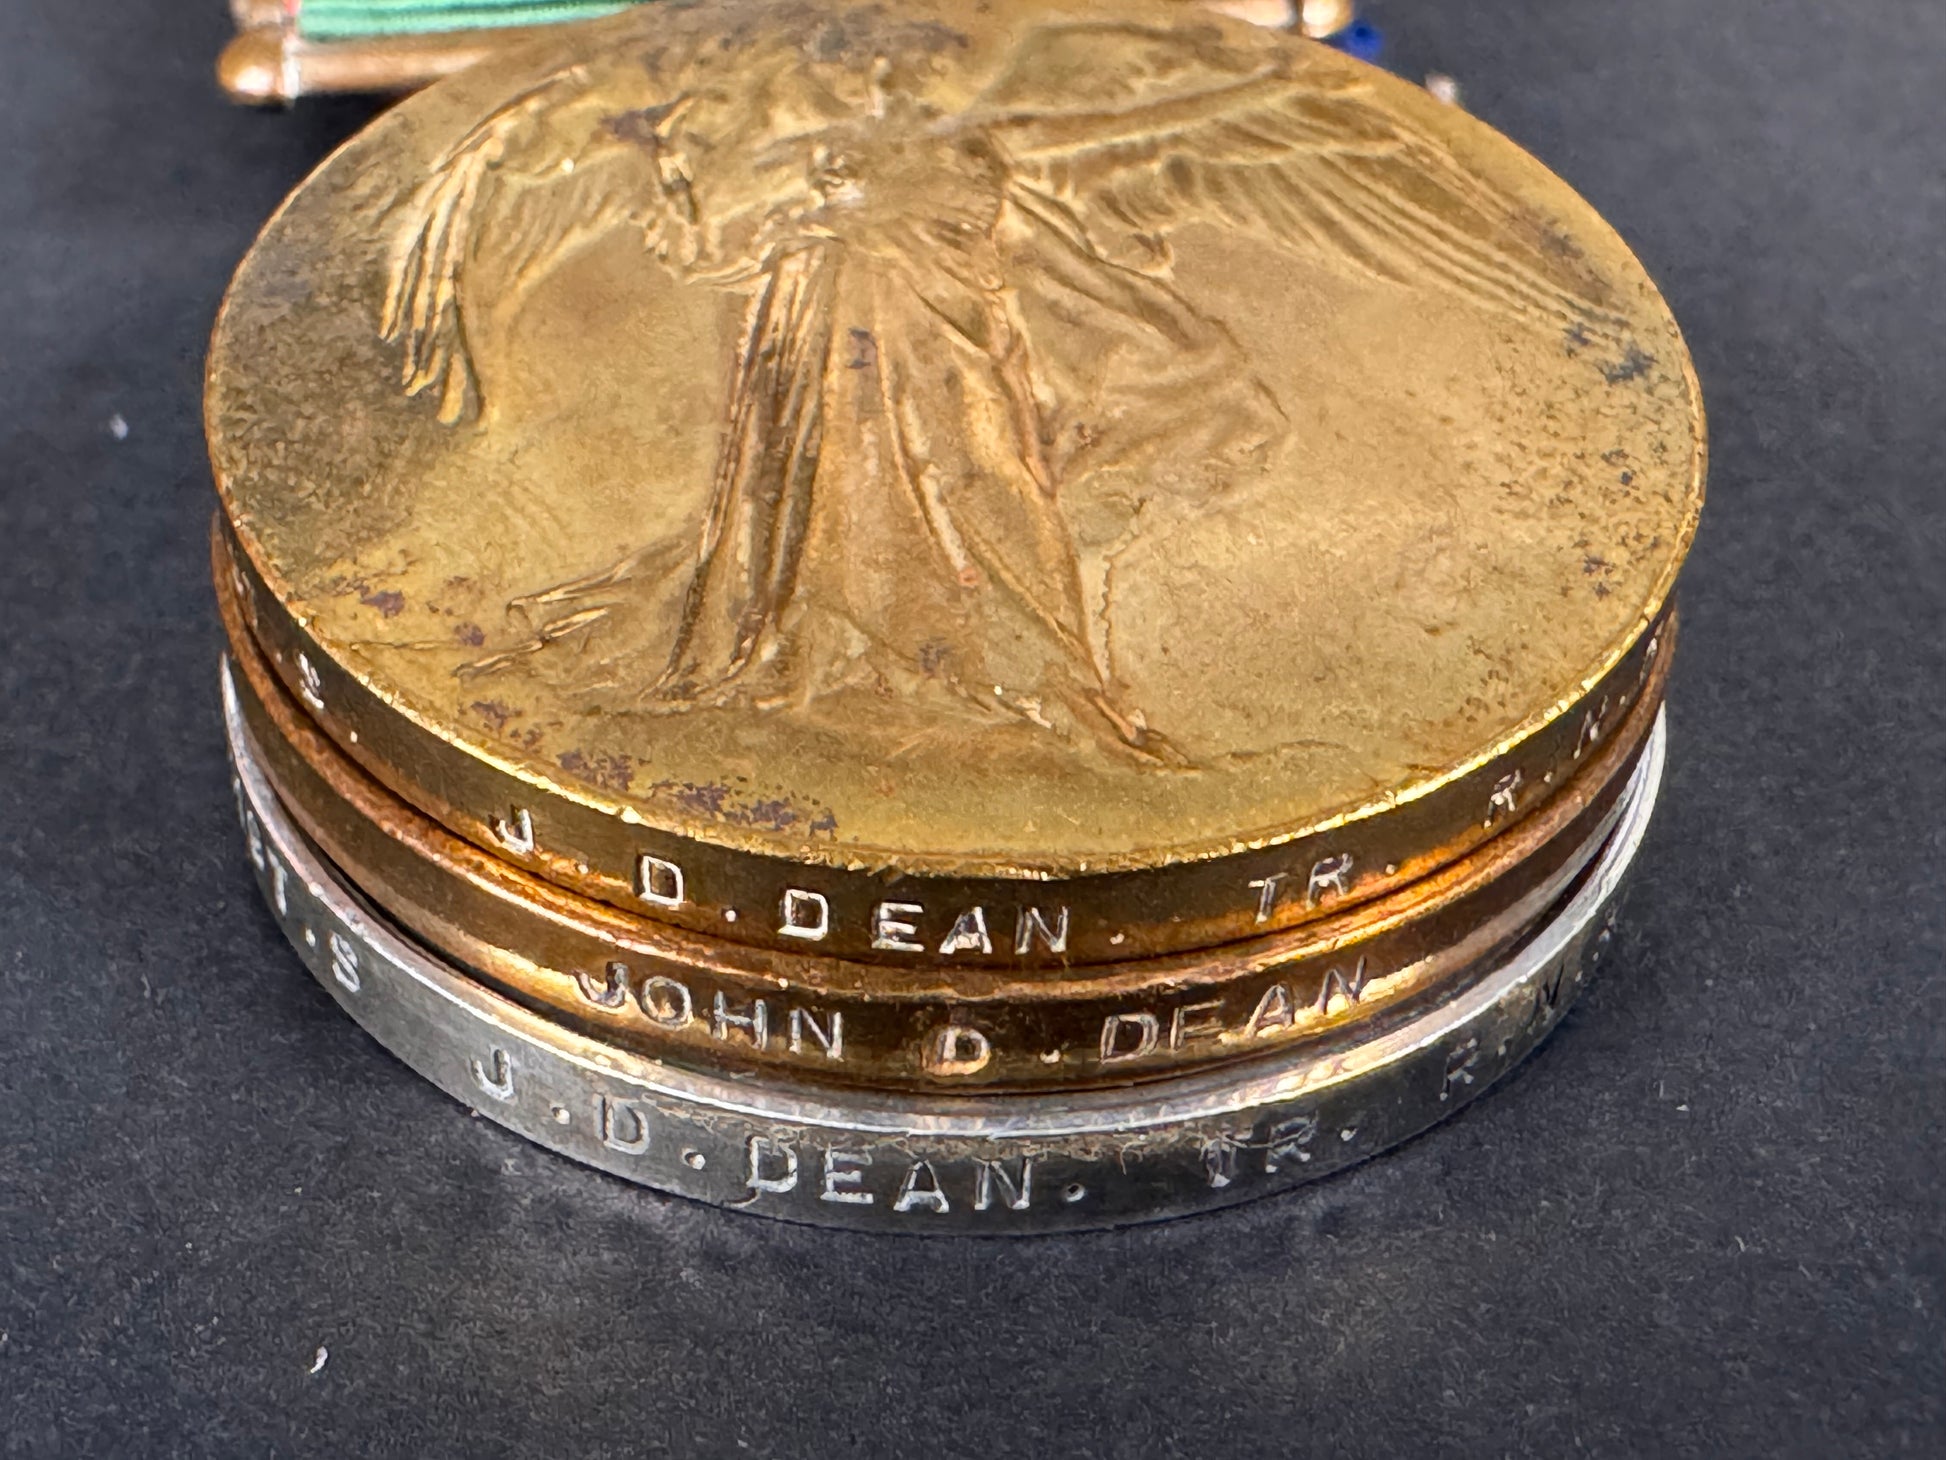 J. D. DEAN. TR. R. N.
JOHN D. DEAN
S J. D. DEAN. TR. R. N.